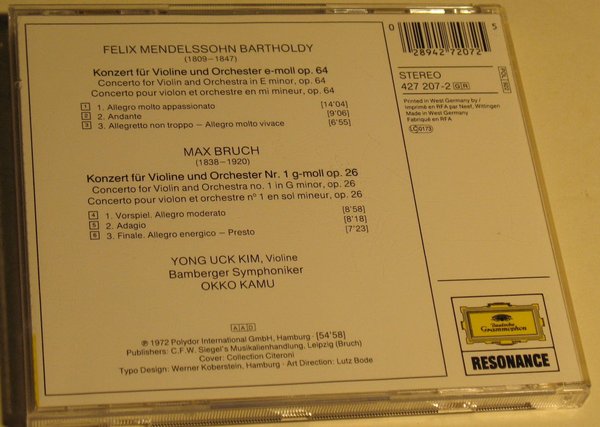 FELIX MENDELSSOHN BARTHOLDY
(1809–1847)
Konzert für Violine und Orchester e-moll op. 64
Concerto for Violin and Orchestra in E minor, op. 64
Concerto pour violon et orchestre en mi mineur, op. 64
1 1. Allegro molto appassionato [14'04]
2 2. Andante [9'06]
3 3. Allegretto non troppo – Allegro molto vivace [6'55]
MAX BRUCH
(1838–1920)
Konzert für Violine und Orchester Nr. 1 g-moll op. 26
Concerto for Violin and Orchestra no. 1 in G minor, op. 26
Concerto pour violon et orchestre n° 1 en sol mineur, op. 26
4 1. Vorspiel. Allegro moderato [8'58]
5 2. Adagio [8'18]
6 3. Finale. Allegro energico – Presto [7'23]
YONG UCK KIM, Violine
Bamberger Symphoniker
OKKO KAMU
AAD
℗ 1972 Polydor International GmbH, Hamburg · [54'58]
Publishers: C.F.W. Siegel's Musikalienhandlung, Leipzig (Bruch)
Cover: Collection Citeroni
Typo Design: Werner Koberstein, Hamburg · Art Direction: Lutz Bode
0 28942 72072 5
STEREO
427 207-2 GR
Printed in West Germany by /
Imprimé en RFA par Neef, Wittingen
Made in West Germany
Fabriqué en RFA
LC 0173
Deutsche
Grammophon
RESONANCE